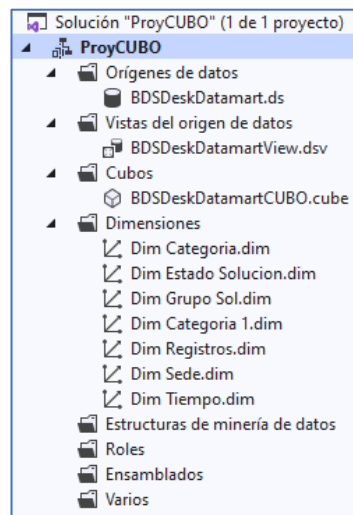 Solución "ProyCUBO" (1 de 1 proyecto)
ProyCUBO
Orígenes de datos
BDSDeskDatamart.ds
Vistas del origen de datos
BDSDeskDatamartView.dsv
Cubos
BDSDeskDatamartCUBO.cube
Dimensiones
Dim Categoria.dim
Dim Estado Solucion.dim
Dim Grupo Sol.dim
Dim Categoria 1.dim
Dim Registros.dim
Dim Sede.dim
Dim Tiempo.dim
Estructuras de minería de datos
Roles
Ensamblados
Varios